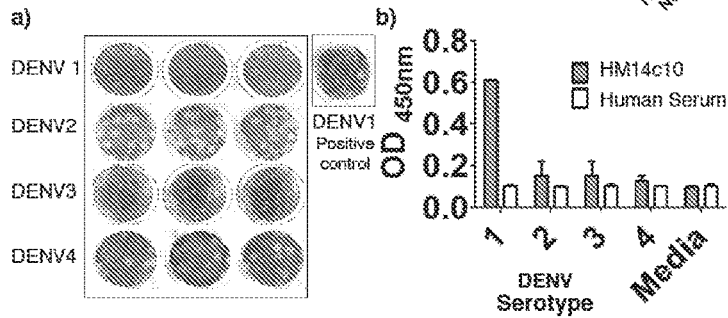 a)
DENV 1
DENV2
DENV3
DENV4
DENV1
Positive
control
b)
OD 450nm
0.8
0.6
0.4
0.2
0.0
HM14c10
Human Serum
1 2 3 4 Media
DENV
Serotype